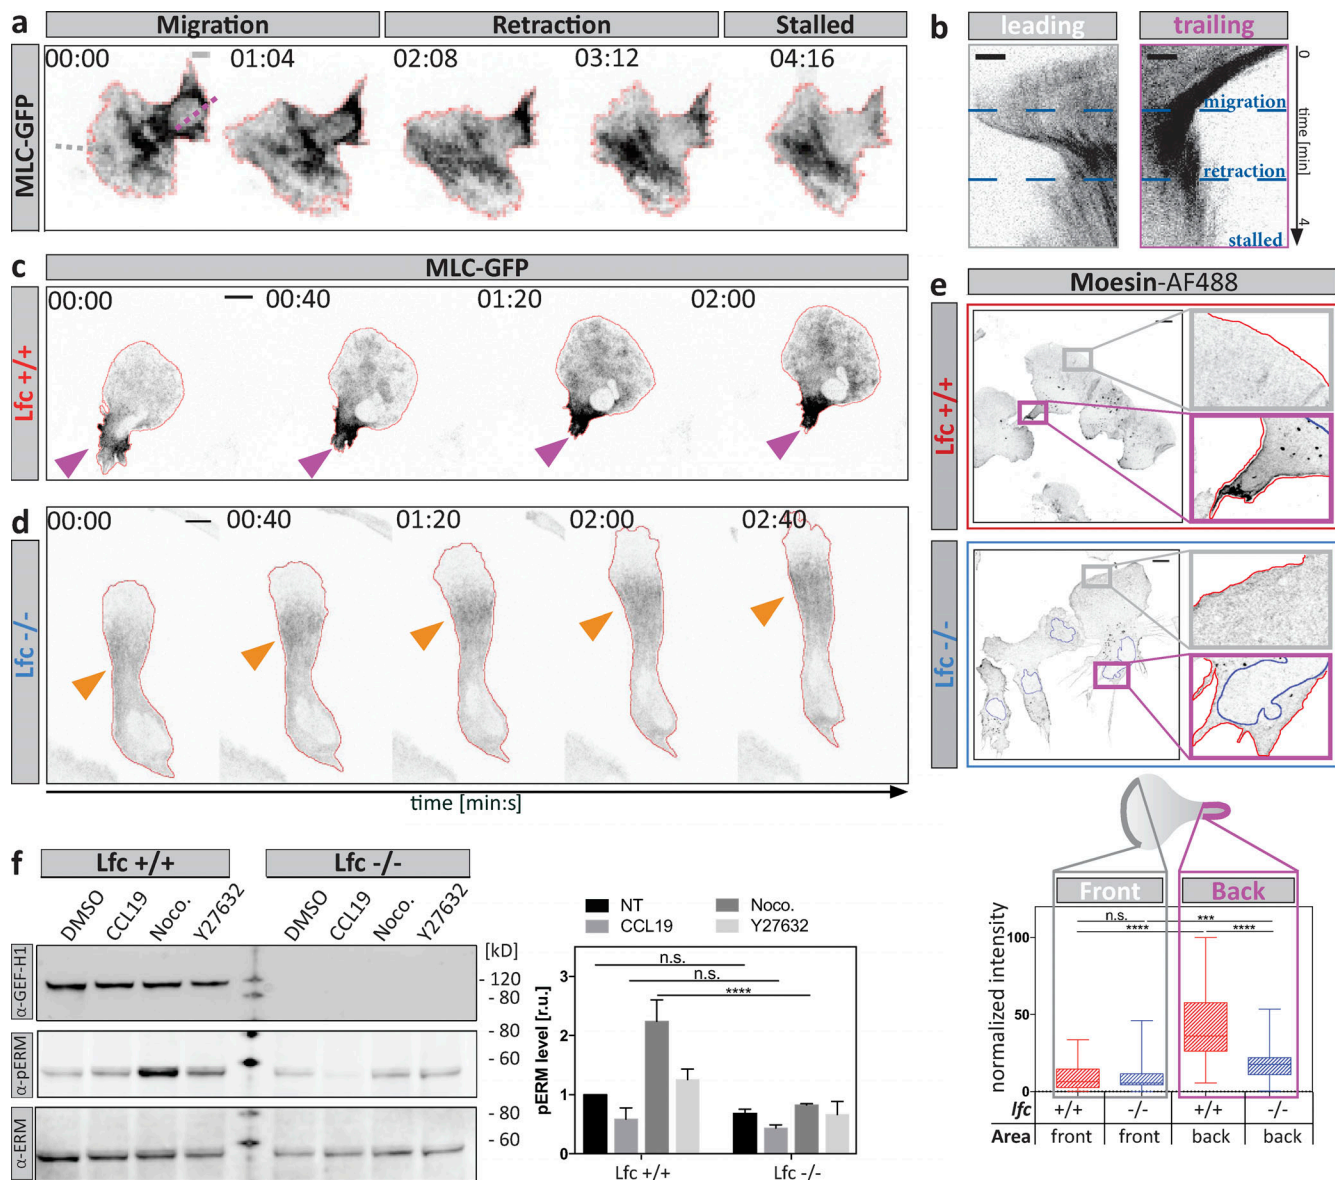 a
Migration
Retraction
Stalled
MLC-GFP
00:00
01:04
02:08
03:12
04:16
b
leading
trailing
migration
retraction
stalled
0
time [min]
4
c
MLC-GFP
Lfc +/+
00:00
00:40
01:20
02:00
d
Lfc -/-
00:00
00:40
01:20
02:00
02:40
time [min:s]
e
Moesin-AF488
Lfc +/+
Lfc -/-
Front
Back
n.s.
***
****
****
normalized intensity
100
50
0
lfc +/+ -/- +/+ -/-
Area front front back back
f
Lfc +/+
Lfc -/-
DMSO CCL19 Noco. Y27632
DMSO CCL19 Noco. Y27632
[kD]
α-GEF-H1
- 120
- 80
α-pERM
- 80
- 60
α-ERM
- 80
- 60
NT
Noco.
CCL19
Y27632
n.s.
n.s.
****
pERM level [r.u.]
3
2
1
0
Lfc +/+
Lfc -/-